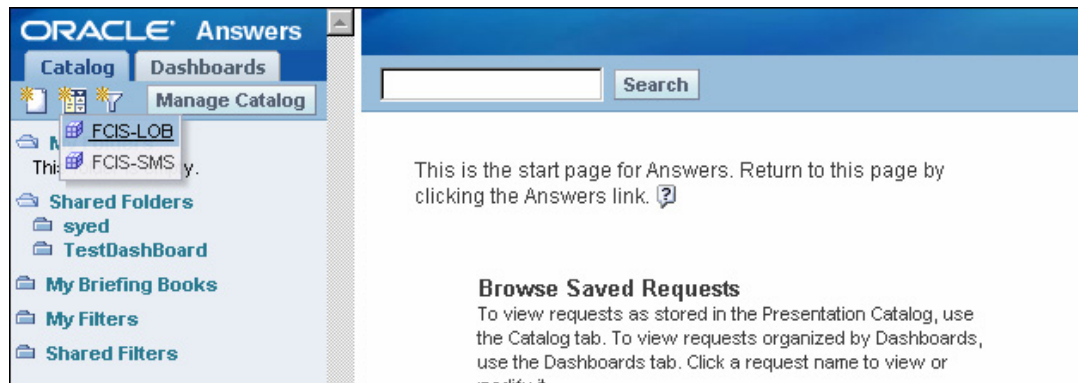 ORACLE Answers
Catalog Dashboards
Manage Catalog
Search
FCIS-LOB
FCIS-SMS
Thi y.
Shared Folders
syed
TestDashBoard
My Briefing Books
My Filters
Shared Filters
This is the start page for Answers. Return to this page by
clicking the Answers link.
Browse Saved Requests
To view requests as stored in the Presentation Catalog, use
the Catalog tab. To view requests organized by Dashboards,
use the Dashboards tab. Click a request name to view or